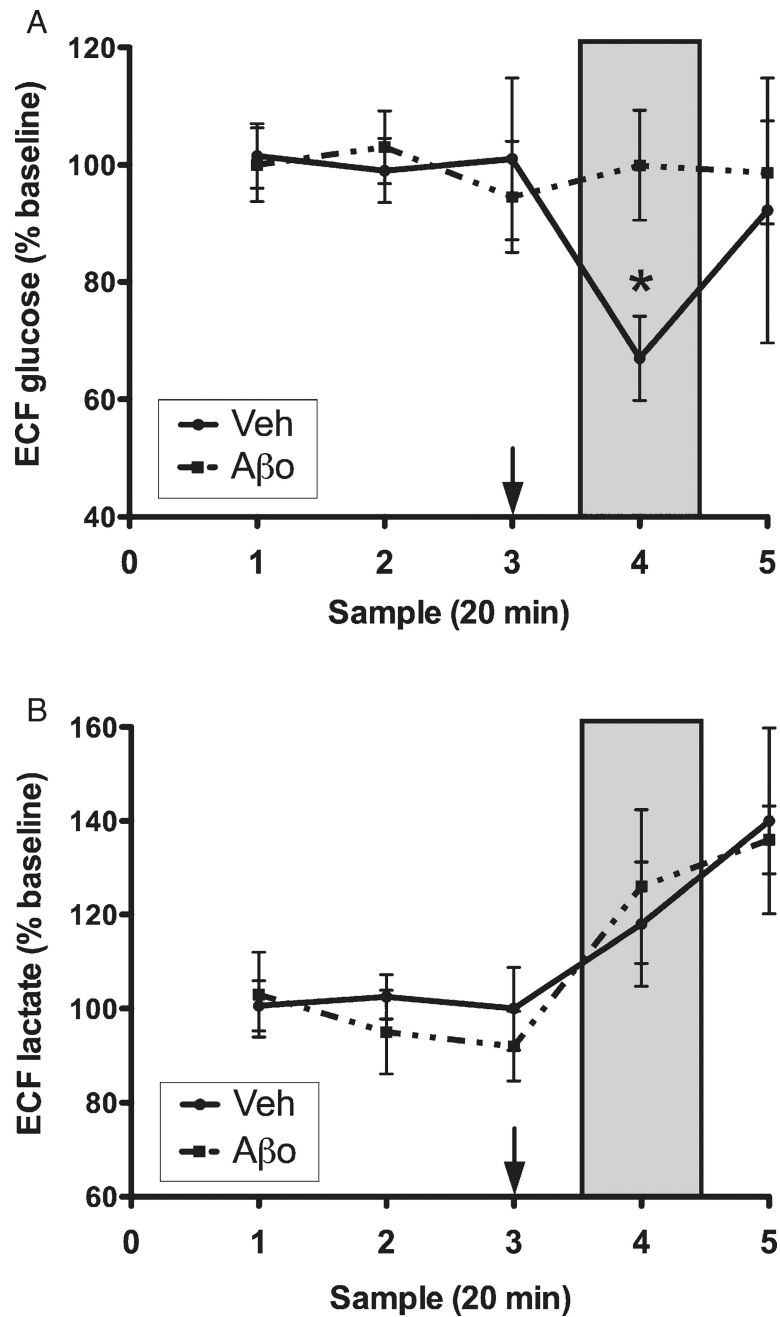 A
120
100
80
60
40
ECF glucose (% baseline)
*
Veh
Aβo
0 1 2 3 4 5
Sample (20 min)
B
160
140
120
100
80
60
ECF lactate (% baseline)
Veh
Aβo
0 1 2 3 4 5
Sample (20 min)